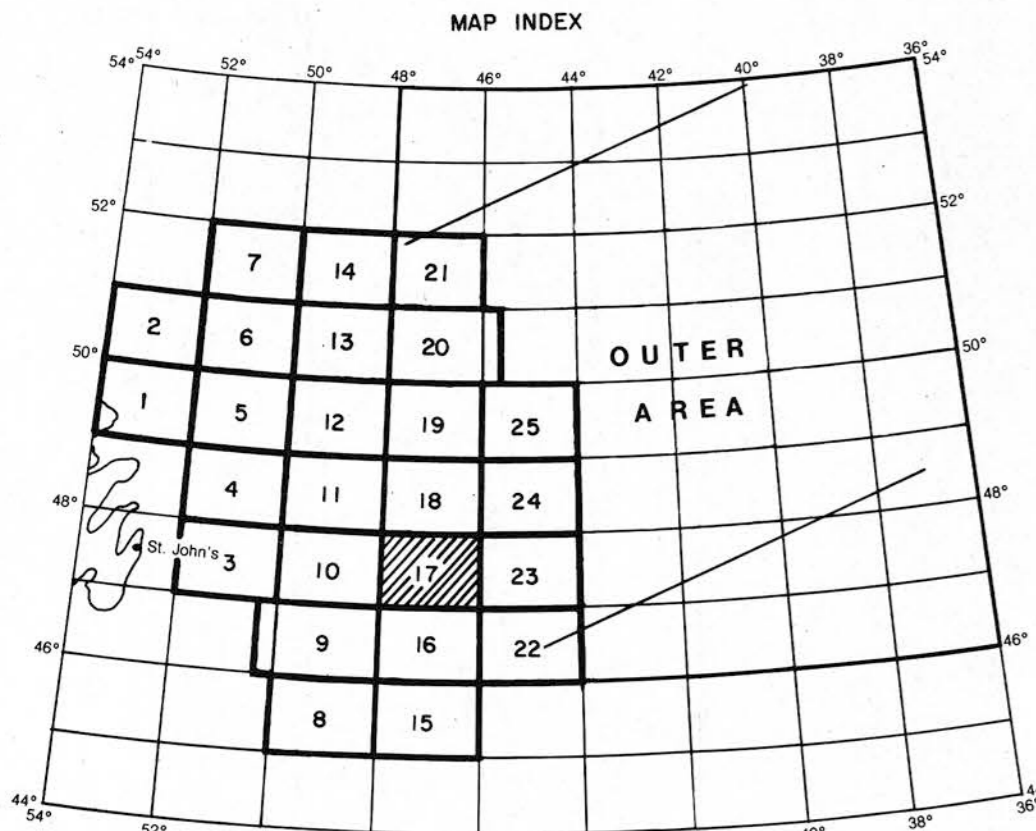 MAP INDEX
54° 54° 52° 50° 48° 46° 44° 42° 40° 38° 36° 54°
52° 52°
7 14 21
2 6 13 20 OUTER
50° 50°
1 5 12 19 25 AREA
4 11 18 24
48° 48°
St. John's 3 10 17 23
46° 9 16 22 46°
8 15
44° 54° 38° 36°